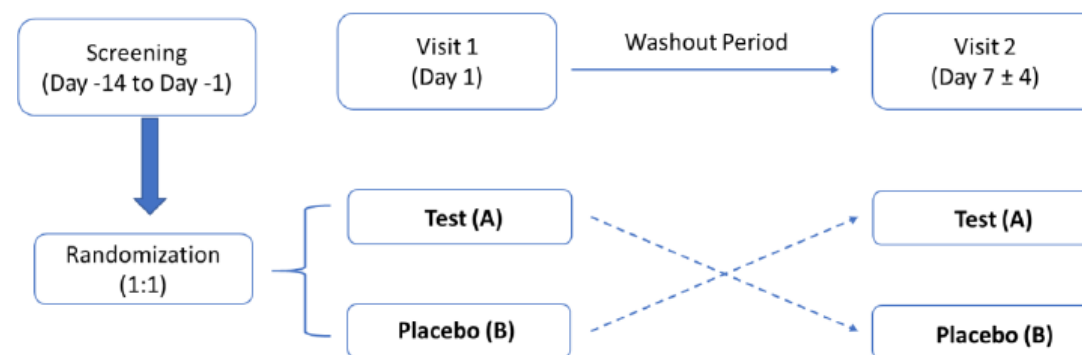 Screening
(Day -14 to Day -1)
Visit 1
(Day 1)
Washout Period
Visit 2
(Day 7 ± 4)
Randomization
(1:1)
Test (A)
Test (A)
Placebo (B)
Placebo (B)